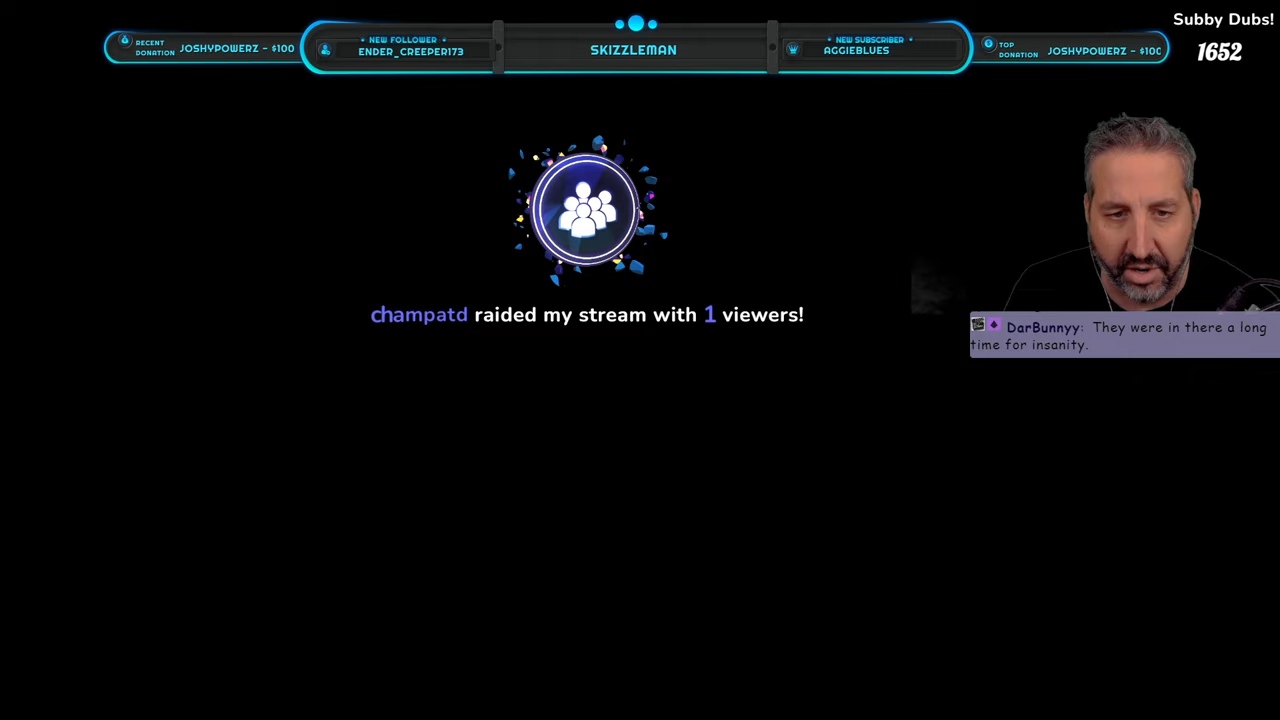 Subby Dubs!
1652
RECENT
DONATION
JOSHYPOWERZ - $100
NEW FOLLOWER
ENDER_CREEPER173
SKIZZLEMAN
NEW SUBSCRIBER
AGGIEBLUES
TOP
DONATION
JOSHYPOWERZ - $100
champatd raided my stream with 1 viewers!
DarBunnyy: They were in there a long
time for insanity.